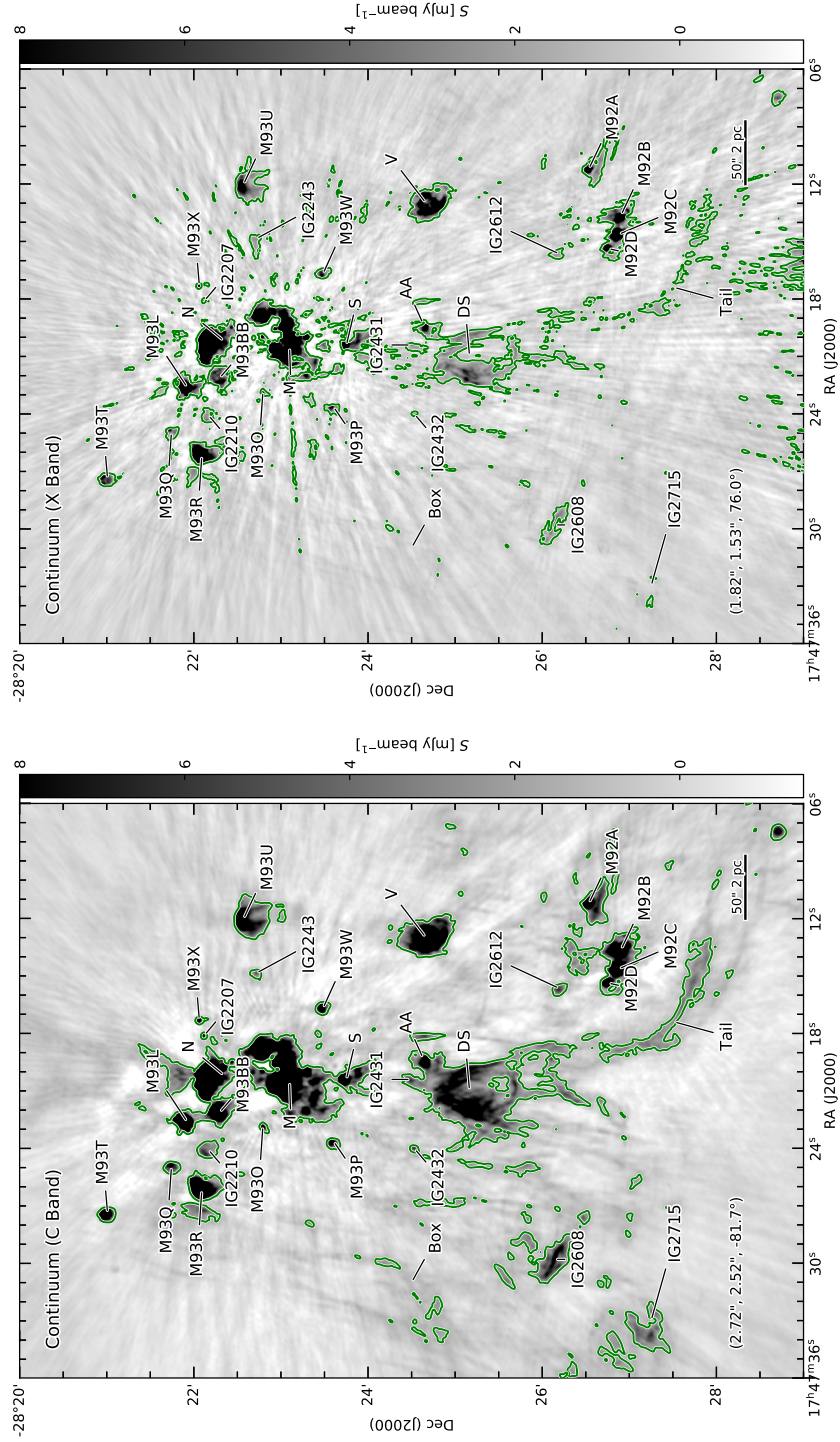 Continuum (C Band)
M93T
M93Q
M93R
IG2210
M93O
M93L
N
M93BB
M93X
IG2207
M93U
IG2243
M93W
M
M93P
S
IG2431
AA
DS
V
IG2432
Box
IG2608
IG2715
IG2612
M92A
M92B
M92C
M92D
Tail
50" 2 pc
(2.72", 2.52", -81.7°)
-28°20'
22'
24'
26'
28'
Dec (J2000)
17ʰ47ᵐ36ˢ
30ˢ
24ˢ
18ˢ
12ˢ
06ˢ
RA (J2000)
8
6
4
2
0
S [mJy beam⁻¹]
Continuum (X Band)
M93T
M93Q
M93R
IG2210
M93O
M93L
N
M93BB
M93X
IG2207
M93U
IG2243
M93W
M
M93P
S
IG2431
AA
DS
V
IG2432
Box
IG2608
IG2715
IG2612
M92A
M92B
M92C
M92D
Tail
50" 2 pc
(1.82", 1.53", 76.0°)
-28°20'
22'
24'
26'
28'
Dec (J2000)
17ʰ47ᵐ36ˢ
30ˢ
24ˢ
18ˢ
12ˢ
06ˢ
RA (J2000)
8
6
4
2
0
S [mJy beam⁻¹]